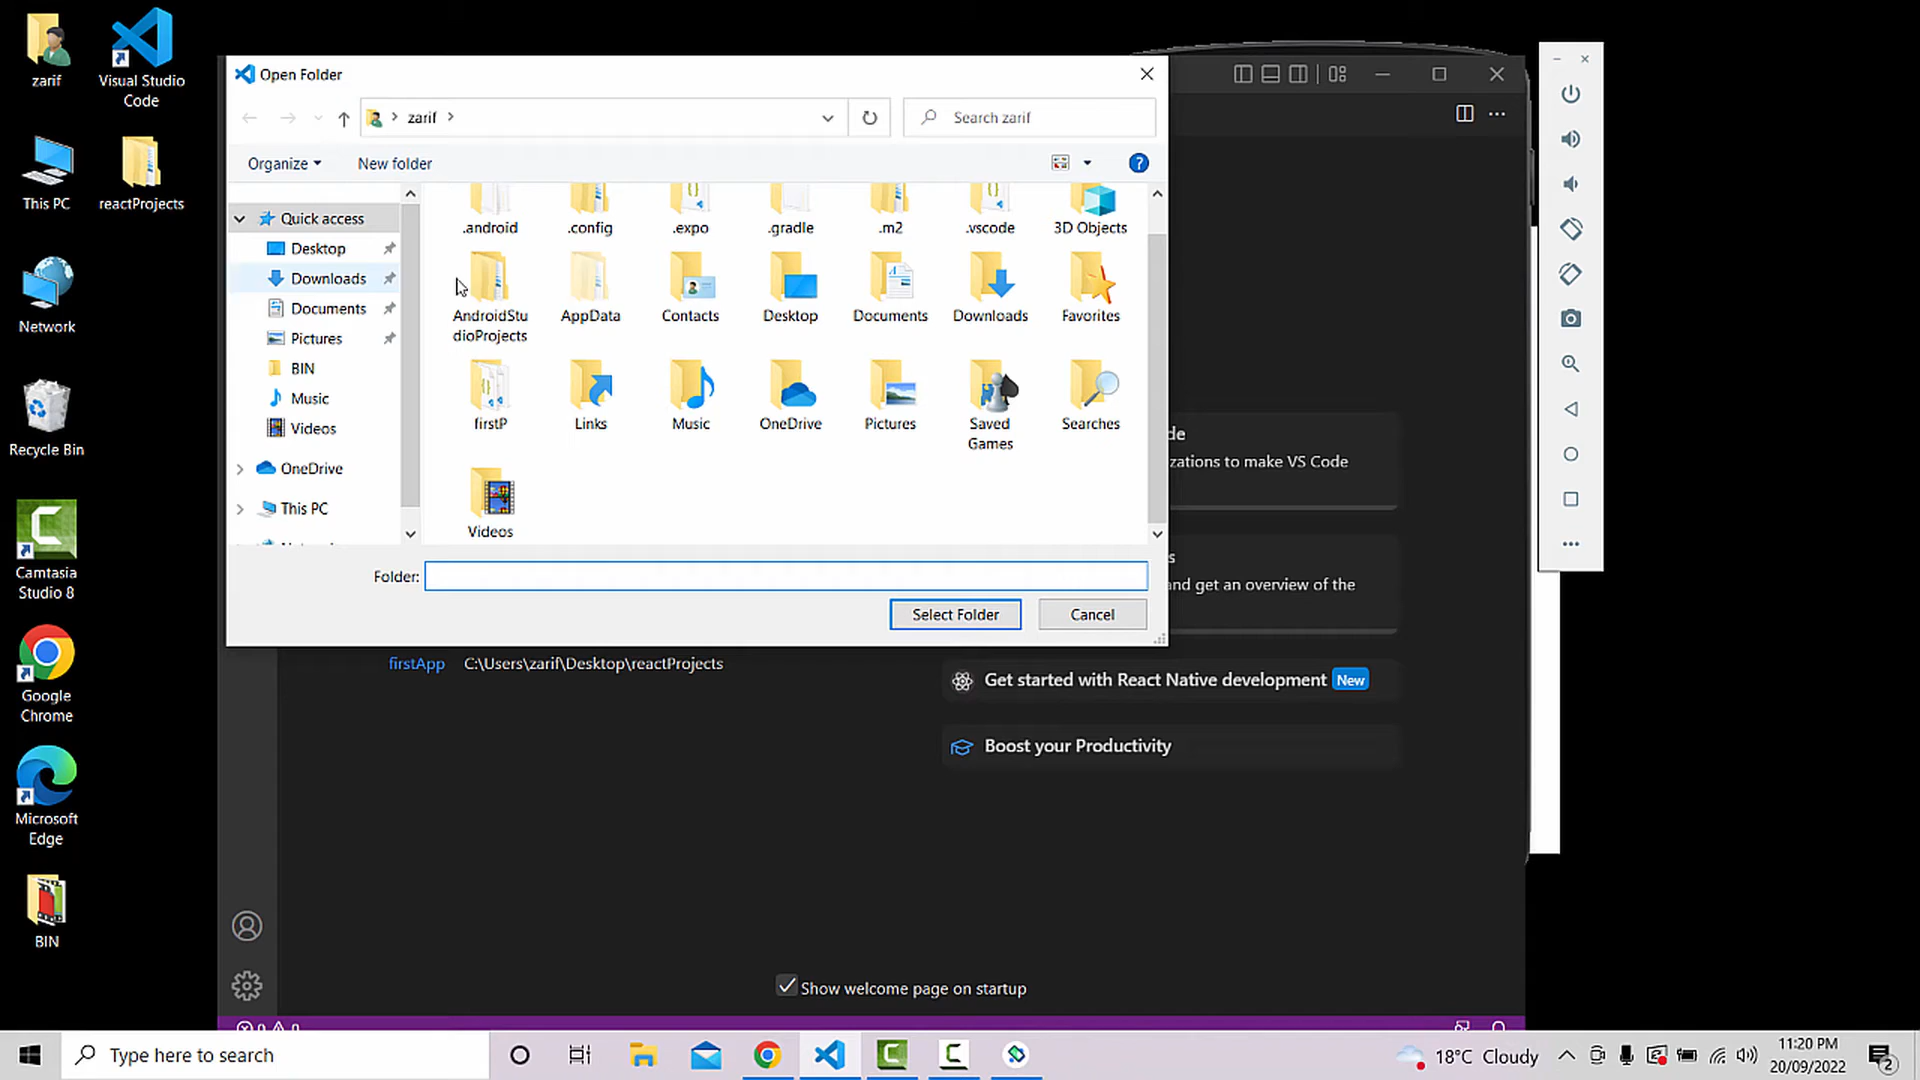 zarif
Visual Studio
Code
This PC
reactProjects
Network
Recycle Bin
Camtasia
Studio 8
Google
Chrome
Microsoft
Edge
BIN
Open Folder
zarif
Search zarif
Organize
New folder
Quick access
Desktop
Downloads
Documents
Pictures
BIN
Music
Videos
OneDrive
This PC
.android
.config
.expo
.gradle
.m2
.vscode
3D Objects
AndroidStu
dioProjects
AppData
Contacts
Desktop
Documents
Downloads
Favorites
firstP
Links
Music
OneDrive
Pictures
Saved
Games
Searches
Videos
Folder:
Select Folder
Cancel
de
zations to make VS Code
s
and get an overview of the
firstApp C:\Users\zarif\Desktop\reactProjects
Get started with React Native development New
Boost your Productivity
Show welcome page on startup
Type here to search
18°C Cloudy
11:20 PM
20/09/2022
2